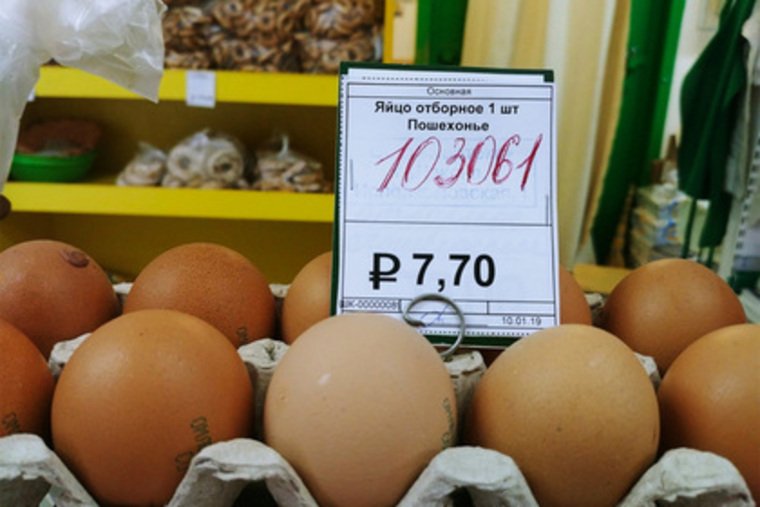 Основная
Яйцо отборное 1 шт
Пошехонье
103061
₽ 7,70
10.01.19